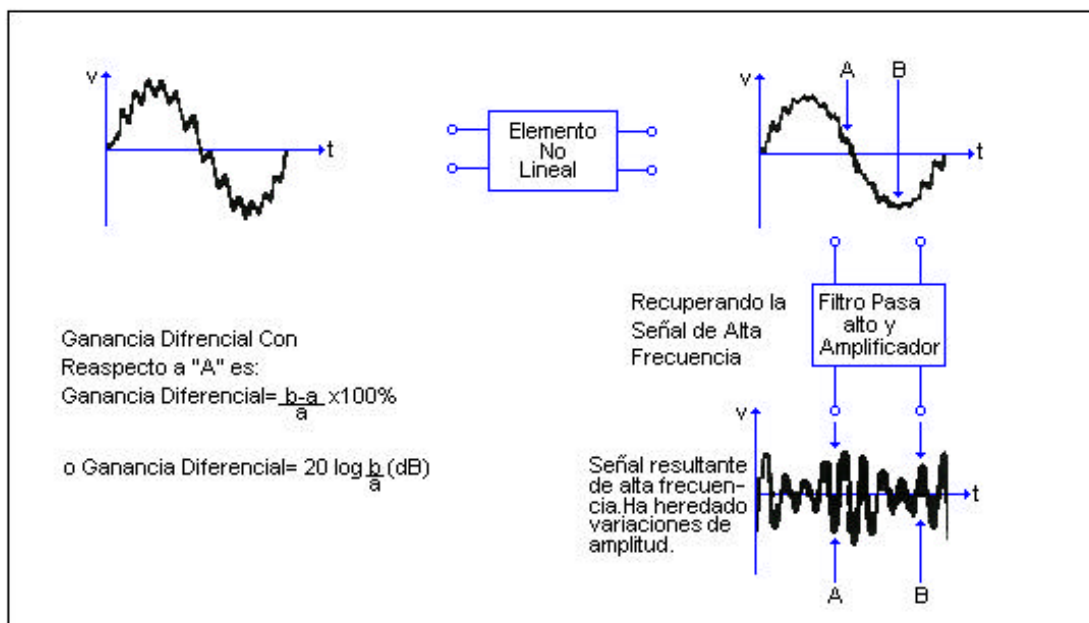 v
t
Elemento
No
Lineal
A
B
v
t
Recuperando la
Señal de Alta
Frecuencia
Filtro Pasa
alto y
Amplificador
Ganancia Difrencial Con
Reaspecto a "A" es:
Ganancia Diferencial= b-a/a x100%
o Ganancia Diferencial= 20 log b/a (dB)
v
t
Señal resultante
de alta frecuen-
cia.Ha heredado
variaciones de
amplitud.
A
B